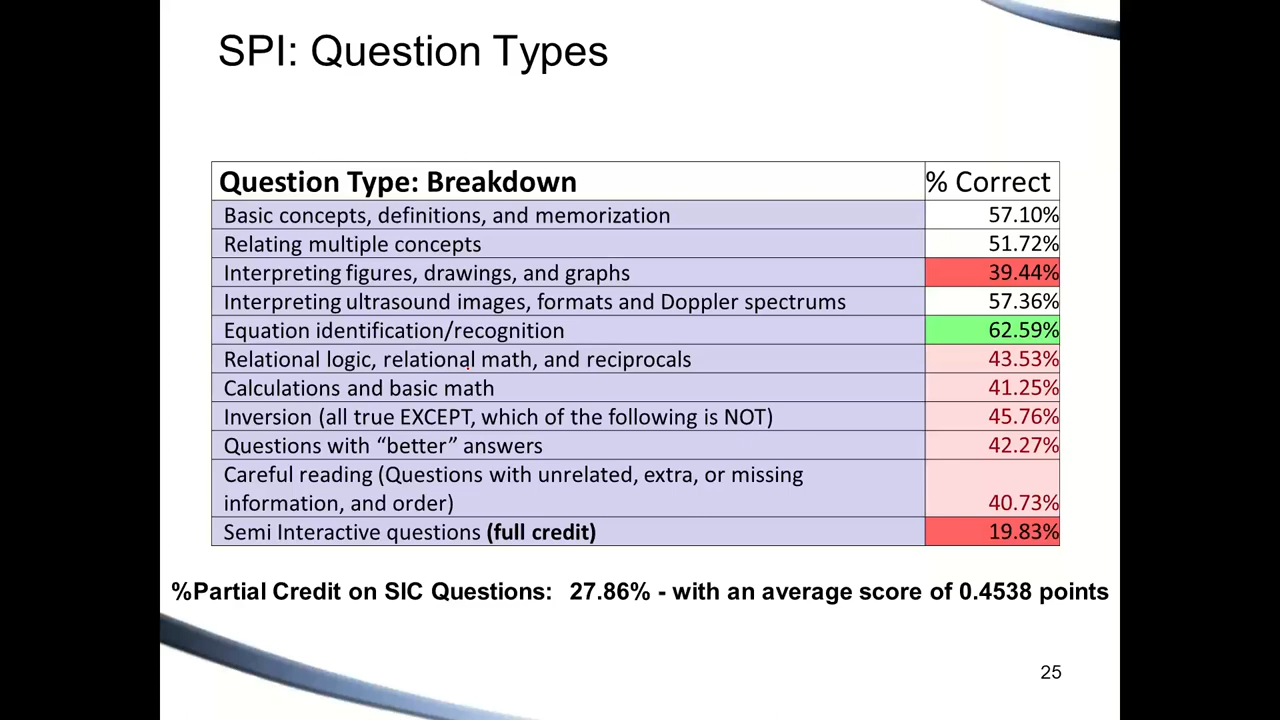 SPI: Question Types
Question Type: Breakdown % Correct
Basic concepts, definitions, and memorization 57.10%
Relating multiple concepts 51.72%
Interpreting figures, drawings, and graphs 39.44%
Interpreting ultrasound images, formats and Doppler spectrums 57.36%
Equation identification/recognition 62.59%
Relational logic, relational math, and reciprocals 43.53%
Calculations and basic math 41.25%
Inversion (all true EXCEPT, which of the following is NOT) 45.76%
Questions with “better” answers 42.27%
Careful reading (Questions with unrelated, extra, or missing
information, and order) 40.73%
Semi Interactive questions (full credit) 19.83%
%Partial Credit on SIC Questions: 27.86% - with an average score of 0.4538 points
25